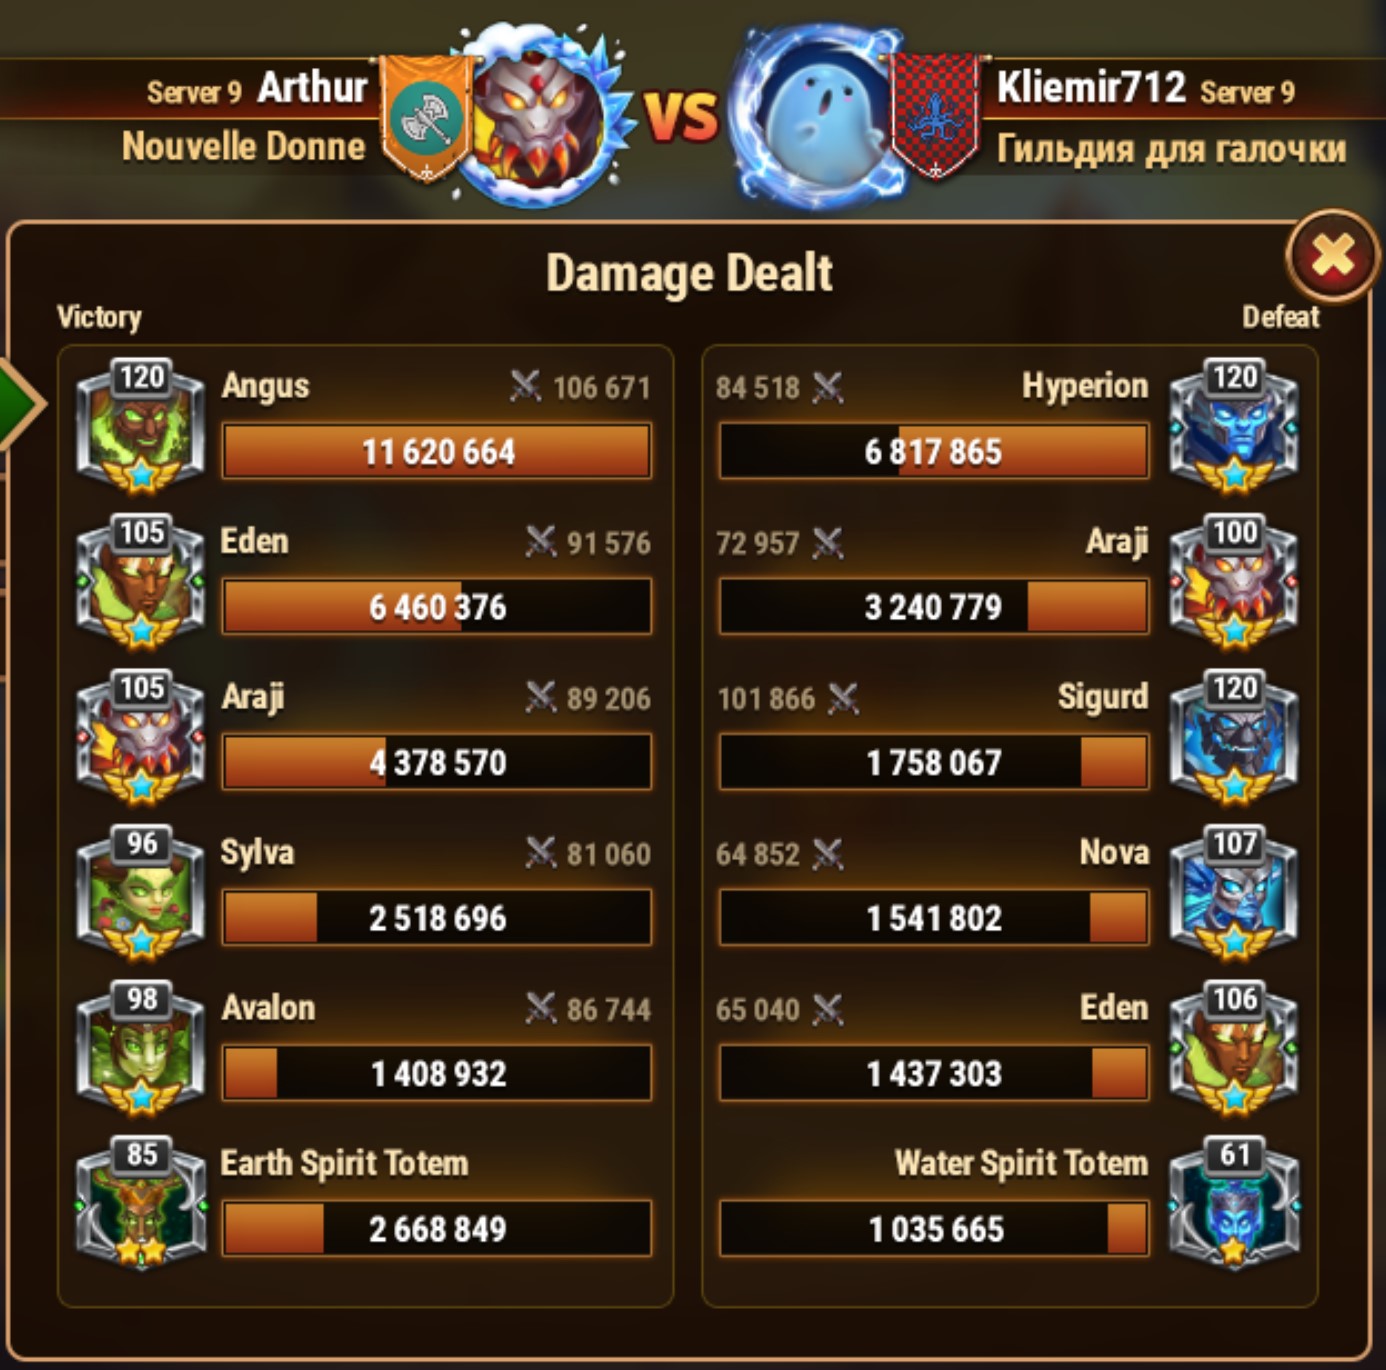 Server 9 Arthur VS Kliemir712 Server 9
Nouvelle Donne Гильдия для галочки
Damage Dealt
Victory Defeat
120 Angus 106 671
11 620 664
105 Eden 91 576
6 460 376
105 Araji 89 206
4 378 570
96 Sylva 81 060
2 518 696
98 Avalon 86 744
1 408 932
85 Earth Spirit Totem
2 668 849
84 518 Hyperion 120
6 817 865
72 957 Araji 100
3 240 779
101 866 Sigurd 120
1 758 067
64 852 Nova 107
1 541 802
65 040 Eden 106
1 437 303
Water Spirit Totem 61
1 035 665